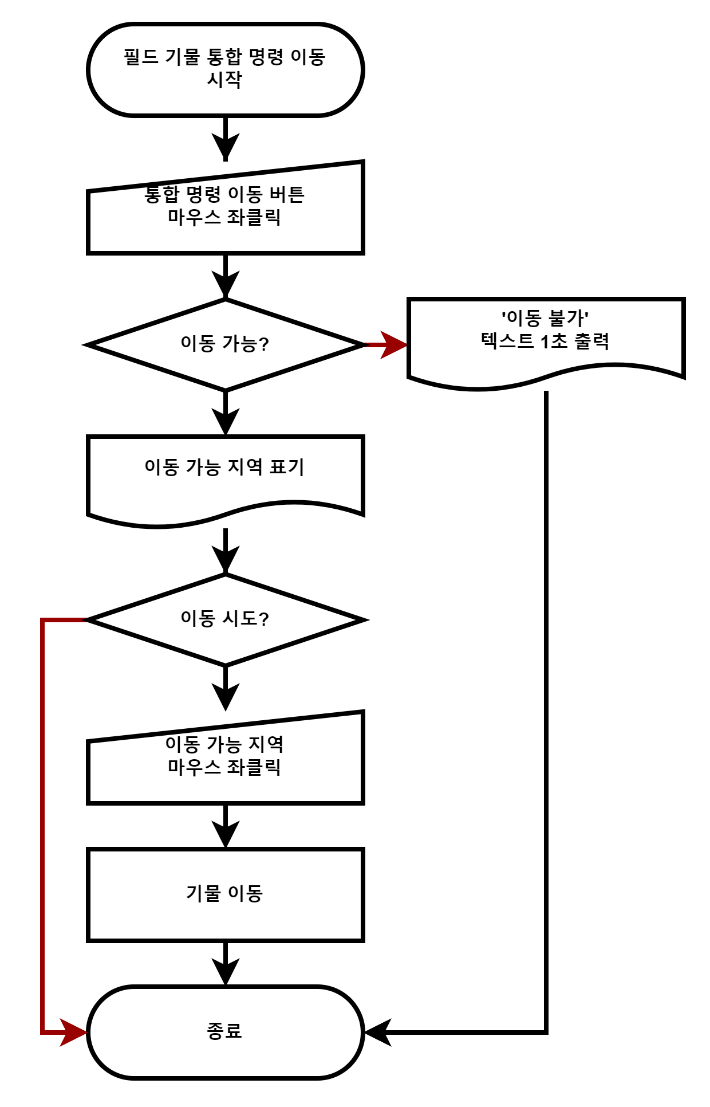 필드 기물 통합 명령 이동
시작
통합 명령 이동 버튼
마우스 좌클릭
이동 가능?
'이동 불가'
텍스트 1초 출력
이동 가능 지역 표기
이동 시도?
이동 가능 지역
마우스 좌클릭
기물 이동
종료